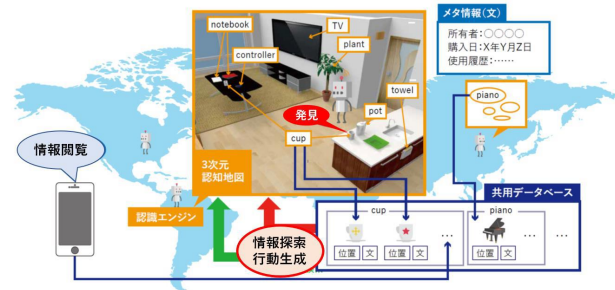 メタ情報(文)
所有者:○○○○
購入日:X年Y月Z日
使用履歴:……
notebook
TV
controller
plant
towel
pot
発見
cup
piano
情報閲覧
3次元
認知地図
認識エンジン
情報探索
行動生成
共用データベース
cup
piano
…
…
…
位置 文
位置 文
位置 文